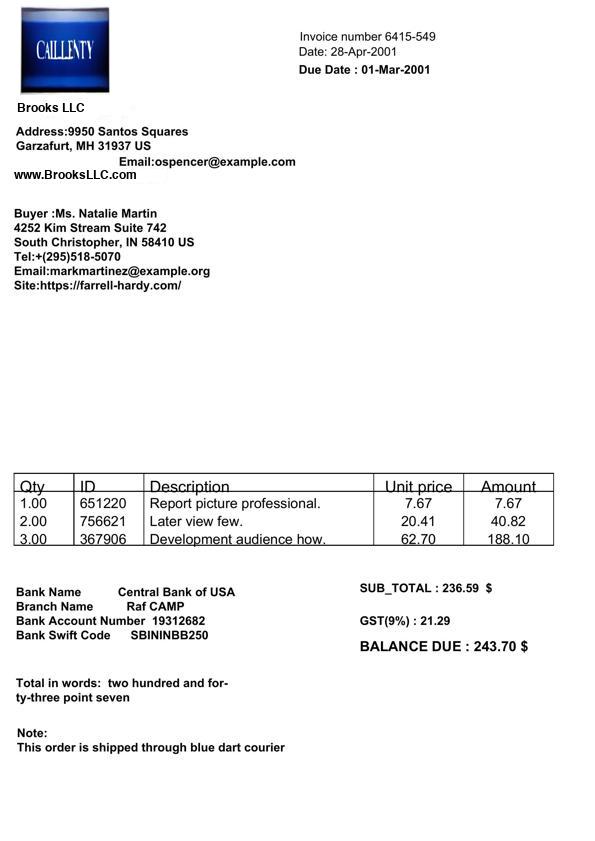 CAILLENTY
Invoice number 6415-549
Date: 28-Apr-2001
Due Date : 01-Mar-2001
Brooks LLC
Address:9950 Santos Squares
Garzafurt, MH 31937 US
Email:ospencer@example.com
www.BrooksLLC.com
Buyer :Ms. Natalie Martin
4252 Kim Stream Suite 742
South Christopher, IN 58410 US
Tel:+(295)518-5070
Email:markmartinez@example.org
Site:https://farrell-hardy.com/
Qty ID Description Unit price Amount
1.00 651220 Report picture professional. 7.67 7.67
2.00 756621 Later view few. 20.41 40.82
3.00 367906 Development audience how. 62.70 188.10
Bank Name Central Bank of USA
Branch Name Raf CAMP
Bank Account Number 19312682
Bank Swift Code SBININBB250
SUB_TOTAL : 236.59 $
GST(9%) : 21.29
BALANCE DUE : 243.70 $
Total in words: two hundred and for-
ty-three point seven
Note:
This order is shipped through blue dart courier